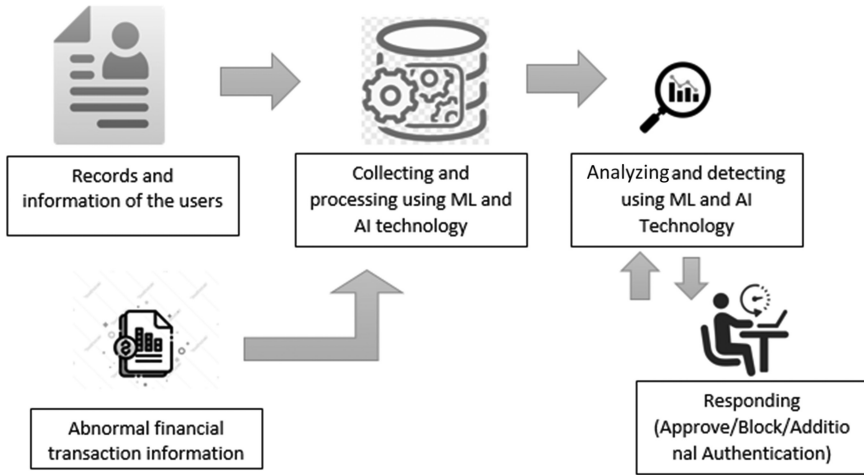 Records and
information of the users
Collecting and
processing using ML and
AI technology
Analyzing and detecting
using ML and AI
Technology
Abnormal financial
transaction information
Responding
(Approve/Block/Additio
nal Authentication)